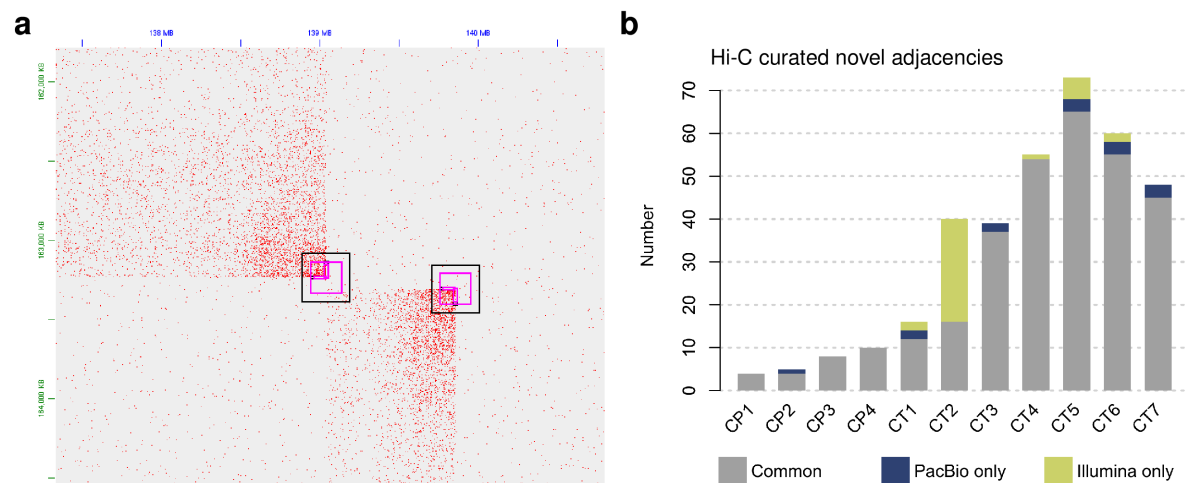 a
138 MB
139 MB
140 MB
162,000 KB
163,000 KB
164,000 KB
b
Hi-C curated novel adjacencies
Number
70
60
50
40
30
20
10
0
CP1
CP2
CP3
CP4
CT1
CT2
CT3
CT4
CT5
CT6
CT7
Common
PacBio only
Illumina only